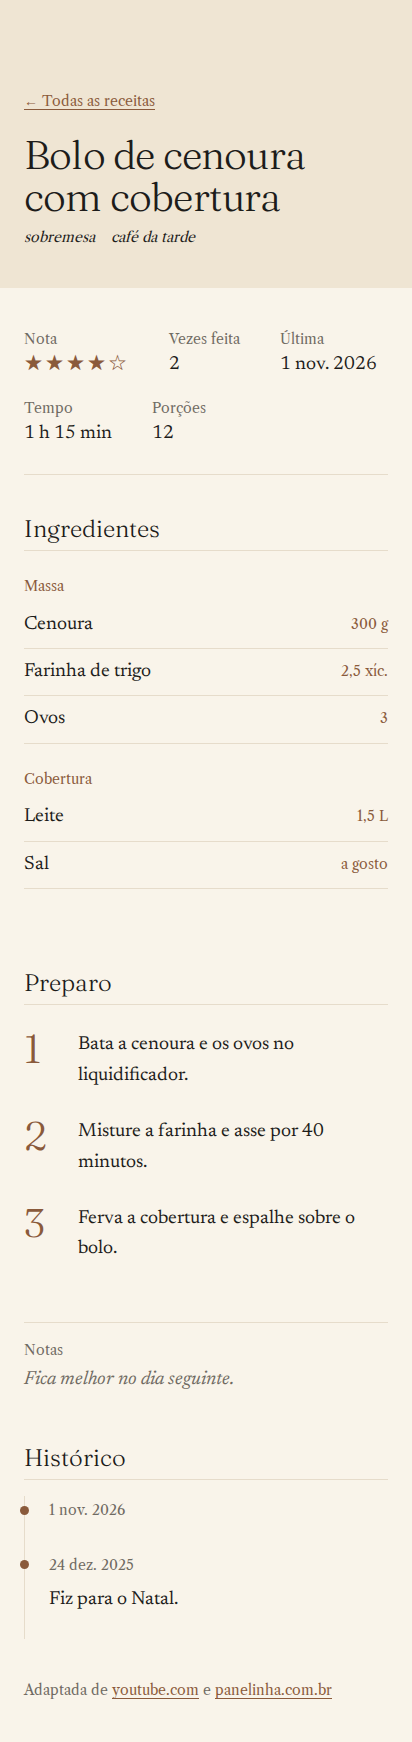 ← Todas as receitas
Bolo de cenoura
com cobertura
sobremesa café da tarde
Nota Vezes feita Última
★★★★☆ 2 1 nov. 2026
Tempo Porções
1 h 15 min 12
Ingredientes
Massa
Cenoura 300 g
Farinha de trigo 2,5 xíc.
Ovos 3
Cobertura
Leite 1,5 L
Sal a gosto
Preparo
1 Bata a cenoura e os ovos no
liquidificador.
2 Misture a farinha e asse por 40
minutos.
3 Ferva a cobertura e espalhe sobre o
bolo.
Notas
Fica melhor no dia seguinte.
Histórico
1 nov. 2026
24 dez. 2025
Fiz para o Natal.
Adaptada de youtube.com e panelinha.com.br